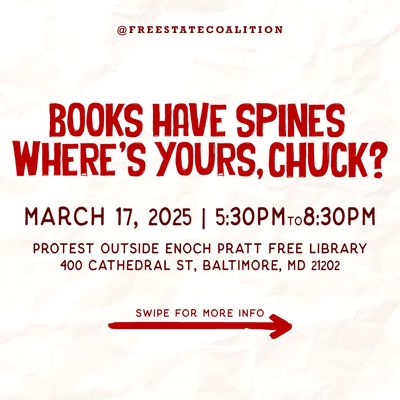 @FREESTATECOALITION
BOOKS HAVE SPINES
WHERE'S YOURS, CHUCK?
MARCH 17, 2025 | 5:30PM TO 8:30PM
PROTEST OUTSIDE ENOCH PRATT FREE LIBRARY
400 CATHEDRAL ST, BALTIMORE, MD 21202
SWIPE FOR MORE INFO